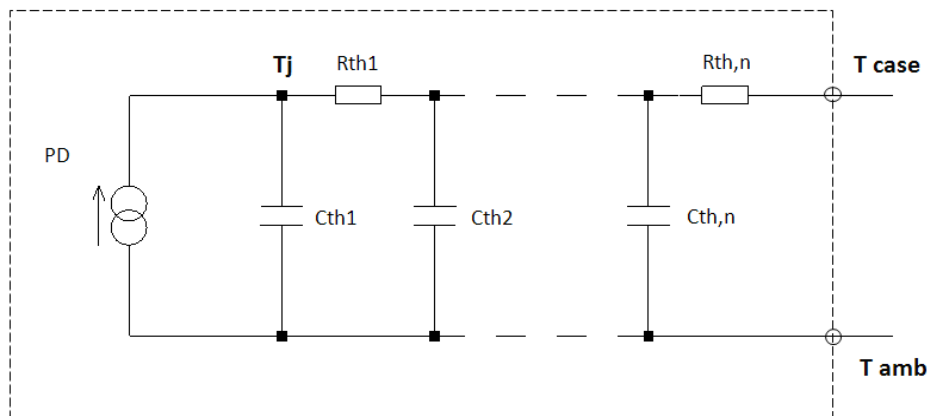 Tj
Rth1
Rth,n
T case
PD
Cth1
Cth2
Cth,n
T amb